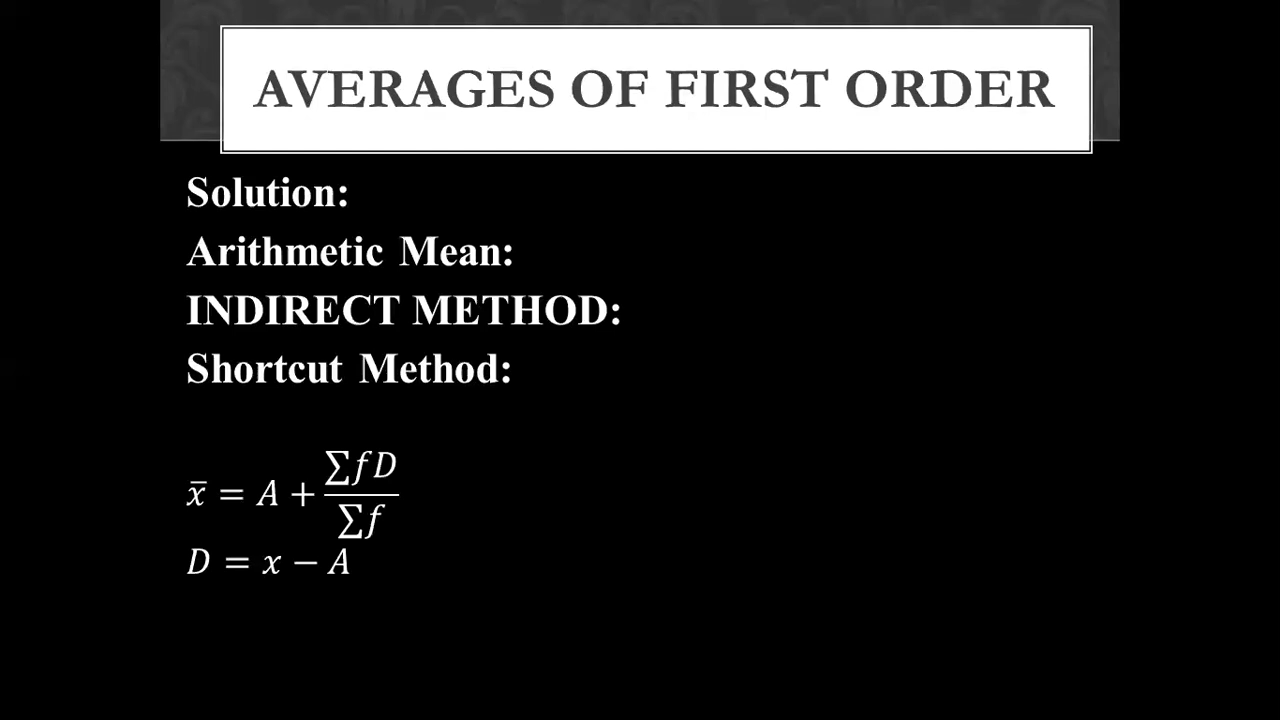 AVERAGES OF FIRST ORDER
Solution:
Arithmetic Mean:
INDIRECT METHOD:
Shortcut Method:
x̄ = A + ∑fD / ∑f
D = x − A